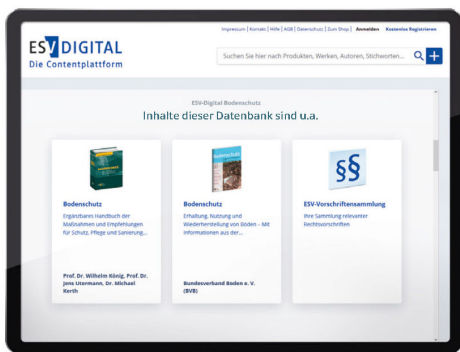 Impressum | Kontakt | Hilfe | AGB | Datenschutz | Zum Shop | Anmelden Kostenlos Registrieren
ESV DIGITAL
Die Contentplattform
Suchen Sie hier nach Produkten, Werken, Autoren, Stichworten...
ESV-Digital Bodenschutz
Inhalte dieser Datenbank sind u.a.
Bodenschutz
Ergänzbares Handbuch der
Maßnahmen und Empfehlungen
für Schutz, Pflege und Sanierung...
Prof. Dr. Wilhelm König, Prof. Dr.
Jens Utermann, Dr. Michael
Kerth
Bodenschutz
Bodenschutz
Erhaltung, Nutzung und
Wiederherstellung von Böden – Mit
Informationen aus der...
Bundesverband Boden e. V.
(BVB)
§§
ESV-Vorschriftensammlung
Ihre Sammlung relevanter
Rechtsvorschriften